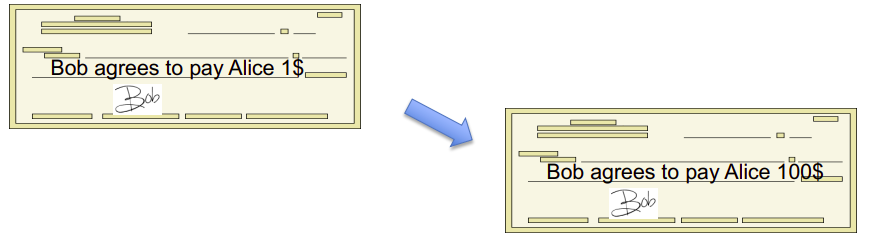 Bob agrees to pay Alice 1$
Bob
Bob agrees to pay Alice 100$
Bob